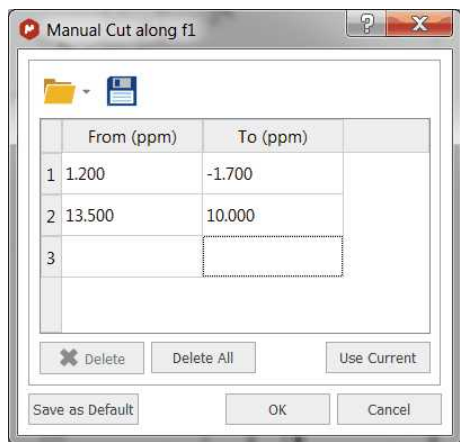 Manual Cut along f1
From (ppm) To (ppm)
1 1.200 -1.700
2 13.500 10.000
3
Delete Delete All Use Current
Save as Default OK Cancel